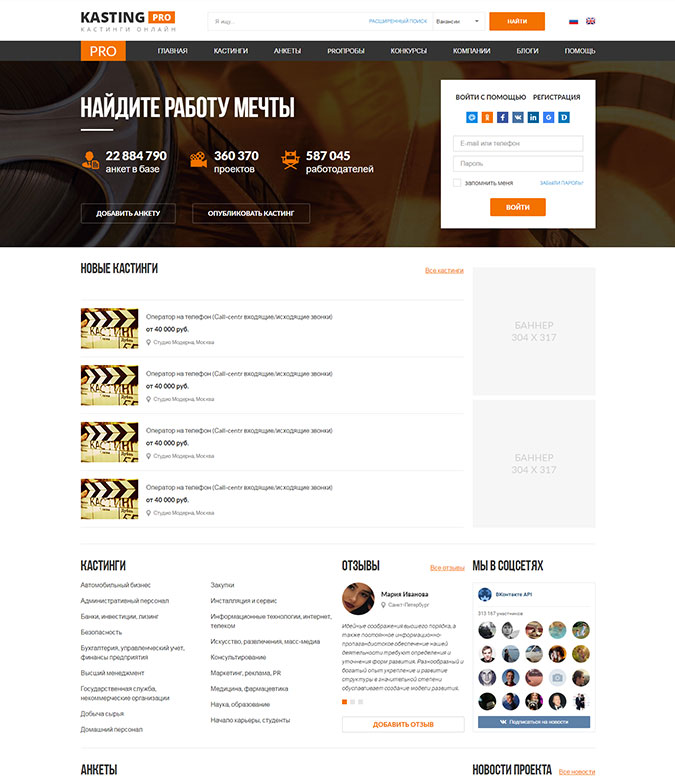 KASTING PRO
КАСТИНГИ ОНЛАЙН
Я ищу...
РАСШИРЕННЫЙ ПОИСК
Вакансии
НАЙТИ
PRO
ГЛАВНАЯ
КАСТИНГИ
АНКЕТЫ
PROПРОБЫ
КОНКУРСЫ
КОМПАНИИ
БЛОГИ
ПОМОЩЬ
НАЙДИТЕ РАБОТУ МЕЧТЫ
22 884 790
анкет в базе
360 370
проектов
587 045
работодателей
ДОБАВИТЬ АНКЕТУ
ОПУБЛИКОВАТЬ КАСТИНГ
ВОЙТИ С ПОМОЩЬЮ
РЕГИСТРАЦИЯ
E-mail или телефон
Пароль
запомнить меня
ЗАБЫЛИ ПАРОЛЬ?
ВОЙТИ
НОВЫЕ КАСТИНГИ
Все кастинги
Оператор на телефон (Call-centr входящие/исходящие звонки)
от 40 000 руб.
Студио Модерна, Москва
Оператор на телефон (Call-centr входящие/исходящие звонки)
от 40 000 руб.
Студио Модерна, Москва
Оператор на телефон (Call-centr входящие/исходящие звонки)
от 40 000 руб.
Студио Модерна, Москва
Оператор на телефон (Call-centr входящие/исходящие звонки)
от 40 000 руб.
Студио Модерна, Москва
БАННЕР
304 X 317
БАННЕР
304 X 317
КАСТИНГИ
Автомобильный бизнес
Административный персонал
Банки, инвестиции, лизинг
Безопасность
Бухгалтерия, управленческий учет,
финансы предприятия
Высший менеджмент
Государственная служба,
некоммерческие организации
Добыча сырья
Домашний персонал
Закупки
Инсталляция и сервис
Информационные технологии, интернет,
телеком
Искусство, развлечения, масс-медиа
Консультирование
Маркетинг, реклама, PR
Медицина, фармацевтика
Наука, образование
Начало карьеры, студенты
ОТЗЫВЫ
Все отзывы
Мария Иванова
Санкт-Петербург
Идейные соображения высшего порядка, а
также постоянное информационно-
пропагандистское обеспечение нашей
деятельности требуют определения и
уточнения форм развития. Разнообразный и
богатый опыт укрепление и развитие
структуры в значительной степени
обуславливает создание модели развития.
ДОБАВИТЬ ОТЗЫВ
МЫ В СОЦСЕТЯХ
ВКонтакте API
313 167 участников
Подписаться на новости
АНКЕТЫ
НОВОСТИ ПРОЕКТА
Все новости